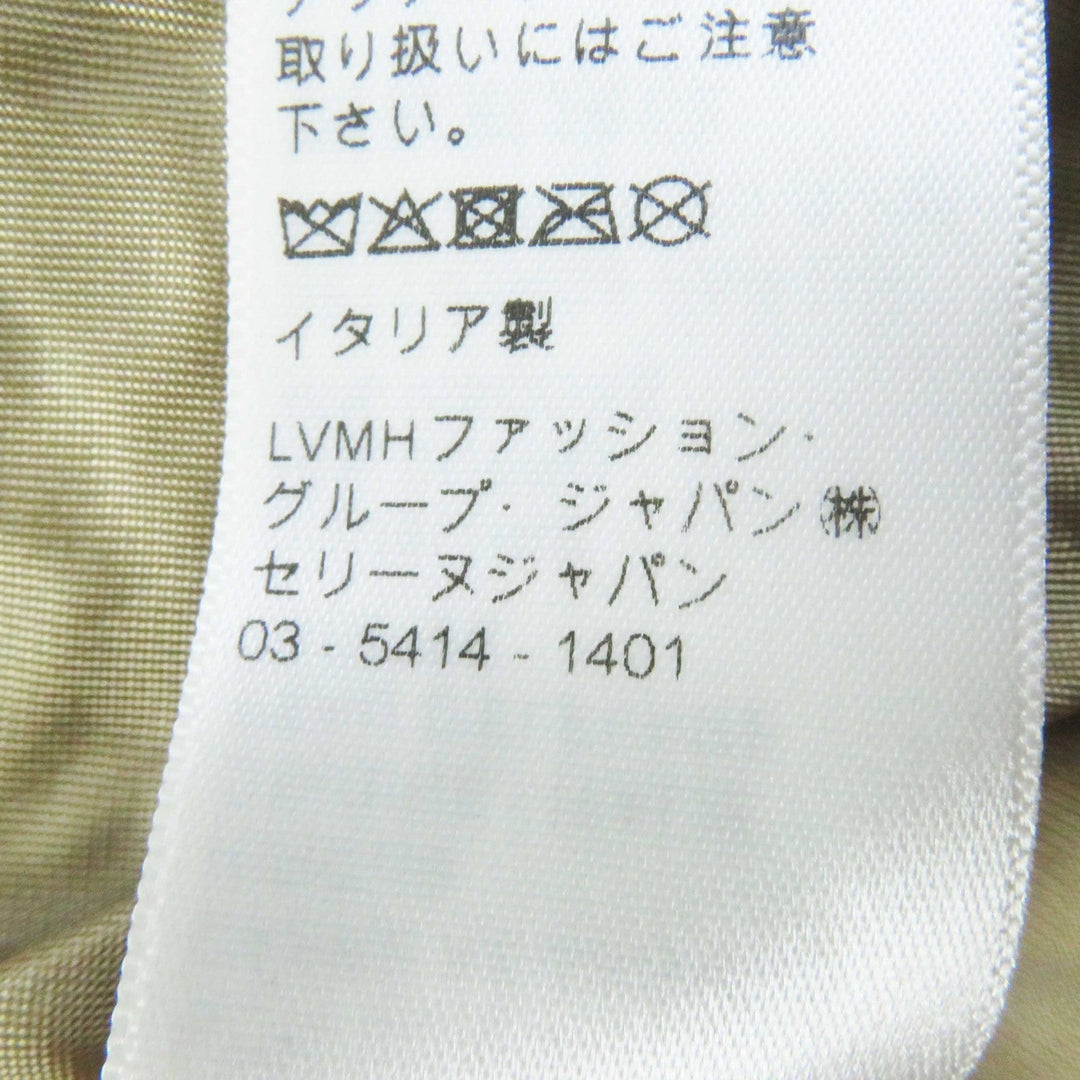 取り扱いにはご注意
下さい。
イタリア製
LVMHファッション·
グループ· ジャパン㈱
セリーヌジャパン
03 - 5414 - 1401